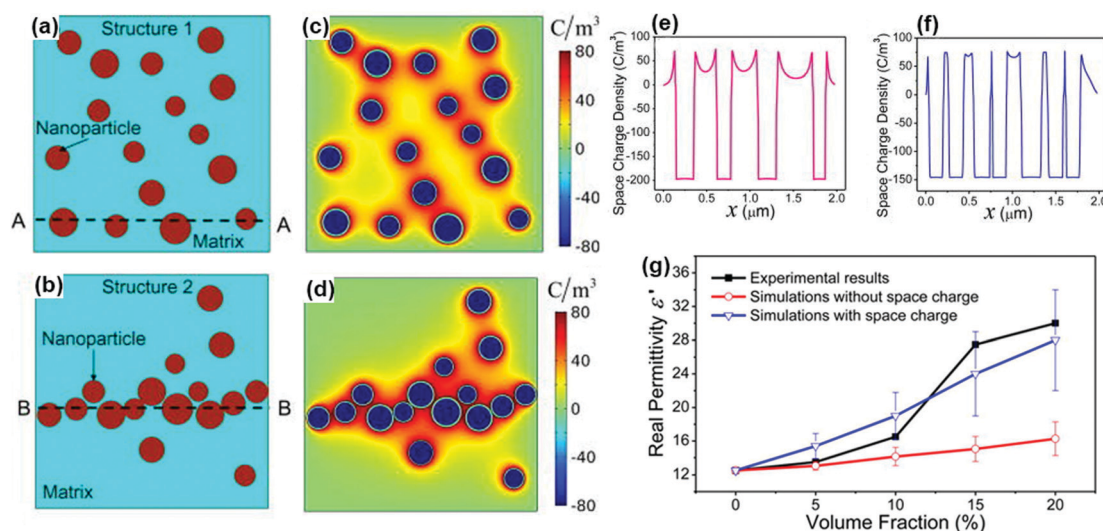 (a)
Structure 1
Nanoparticle
A
A
Matrix
(b)
Structure 2
Nanoparticle
B
B
Matrix
(c)
C/m³
80
40
0
-40
-80
(d)
C/m³
80
40
0
-40
-80
(e)
Space Charge Density (C/m³)
100
50
0
-50
-100
-150
-200
0.0
0.5
1.0
1.5
2.0
x (μm)
(f)
Space Charge Density (C/m³)
100
50
0
-50
-100
-150
0.0
0.5
1.0
1.5
2.0
x (μm)
(g)
Real Permittivity ε'
36
32
28
24
20
16
12
Experimental results
Simulations without space charge
Simulations with space charge
0
5
10
15
20
Volume Fraction (%)